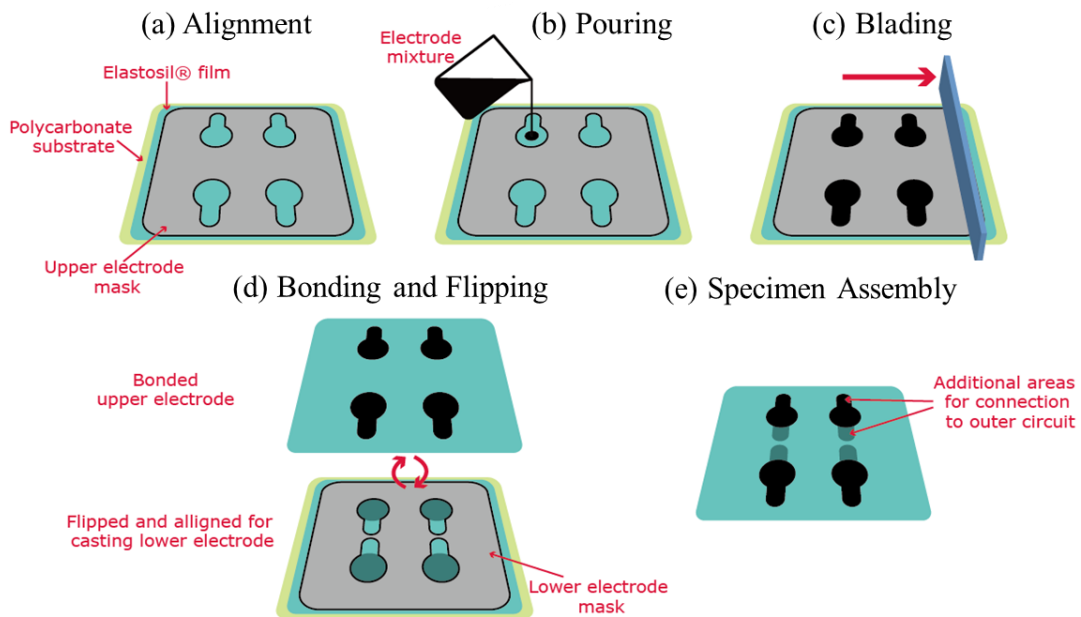 (a) Alignment
(b) Pouring
(c) Blading
Elastosil® film
Polycarbonate
substrate
Upper electrode
mask
Electrode
mixture
(d) Bonding and Flipping
(e) Specimen Assembly
Bonded
upper electrode
Flipped and alligned for
casting lower electrode
Lower electrode
mask
Additional areas
for connection
to outer circuit